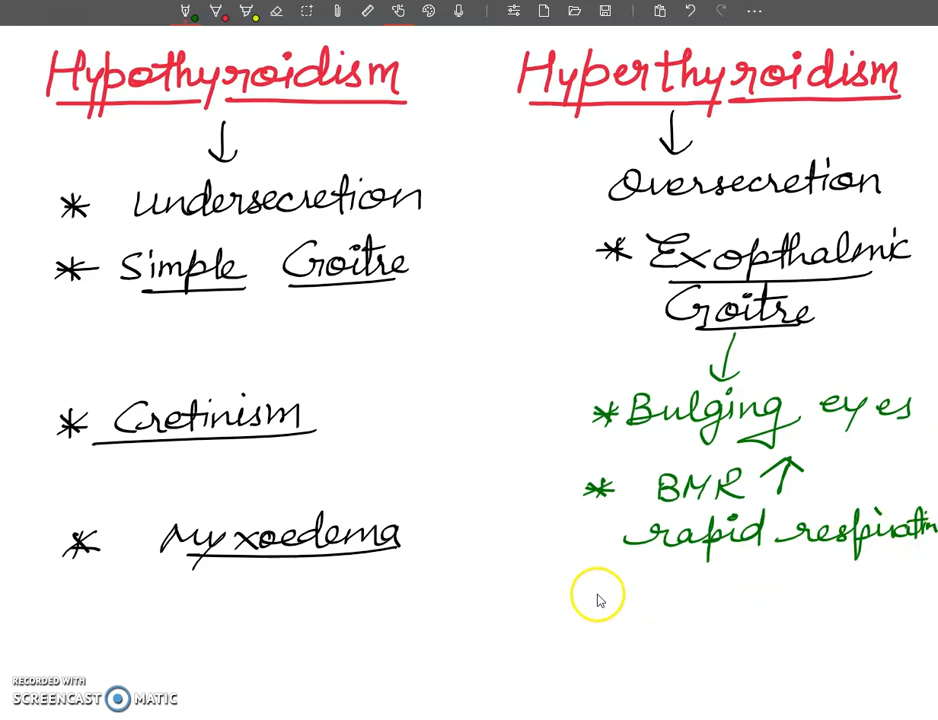 Hypothyroidism
* Undersecretion
* Simple Goitre
* Cretinism
* Myxoedema
Hyperthyroidism
Oversecretion
* Exopthalmic
Goitre
* Bulging eyes
* BMR ↑
rapid respiration
RECORDED WITH
SCREENCAST MATIC